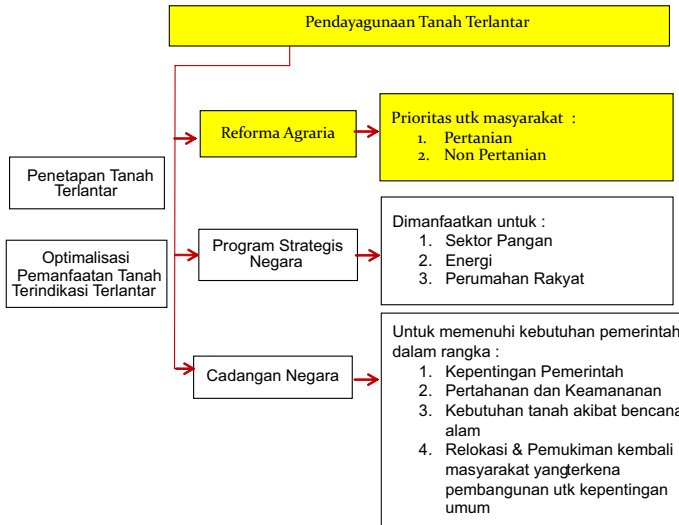 Pendayagunaan Tanah Terlantar
Reforma Agraria
Prioritas utk masyarakat :
1. Pertanian
2. Non Pertanian
Penetapan Tanah
Terlantar
Optimalisasi
Pemanfaatan Tanah
Terindikasi Terlantar
Program Strategis
Negara
Dimanfaatkan untuk :
1. Sektor Pangan
2. Energi
3. Perumahan Rakyat
Cadangan Negara
Untuk memenuhi kebutuhan pemerintah
dalam rangka :
1. Kepentingan Pemerintah
2. Pertahanan dan Keamananan
3. Kebutuhan tanah akibat bencana
alam
4. Relokasi & Pemukiman kembali
masyarakat yangterkena
pembangunan utk kepentingan
umum